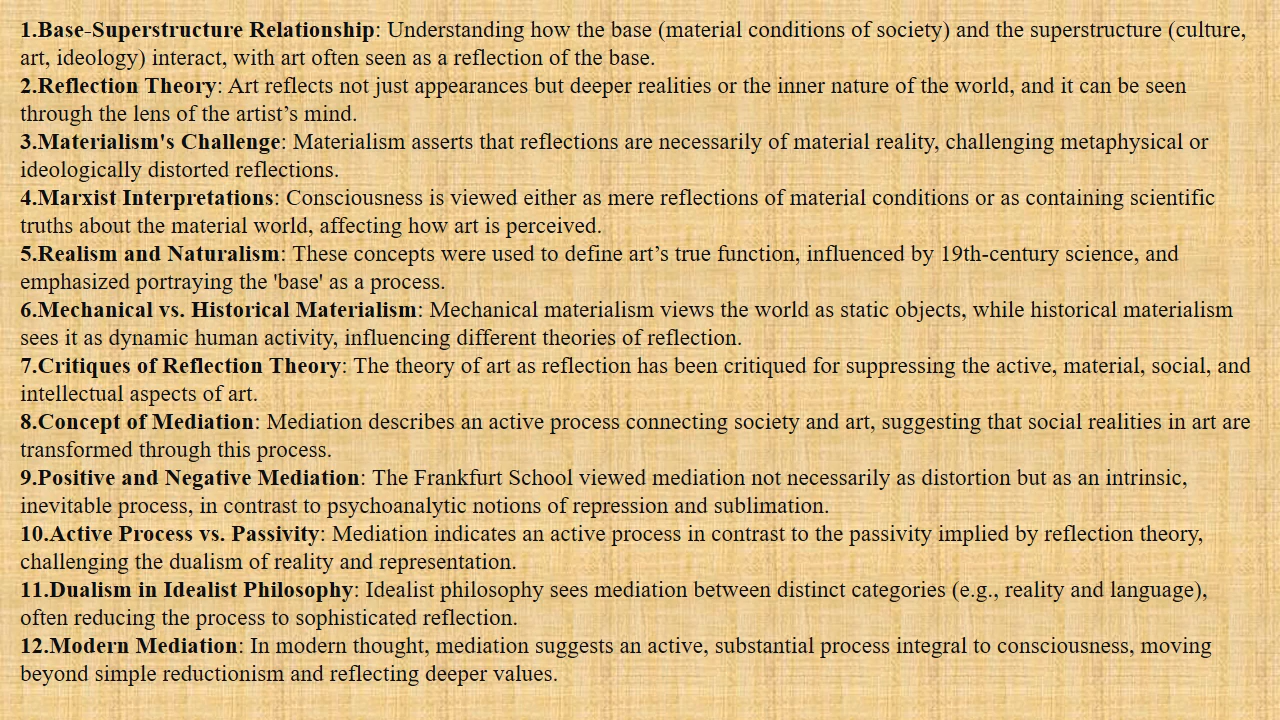 1.Base-Superstructure Relationship: Understanding how the base (material conditions of society) and the superstructure (culture,
art, ideology) interact, with art often seen as a reflection of the base.
2.Reflection Theory: Art reflects not just appearances but deeper realities or the inner nature of the world, and it can be seen
through the lens of the artist’s mind.
3.Materialism's Challenge: Materialism asserts that reflections are necessarily of material reality, challenging metaphysical or
ideologically distorted reflections.
4.Marxist Interpretations: Consciousness is viewed either as mere reflections of material conditions or as containing scientific
truths about the material world, affecting how art is perceived.
5.Realism and Naturalism: These concepts were used to define art’s true function, influenced by 19th-century science, and
emphasized portraying the 'base' as a process.
6.Mechanical vs. Historical Materialism: Mechanical materialism views the world as static objects, while historical materialism
sees it as dynamic human activity, influencing different theories of reflection.
7.Critiques of Reflection Theory: The theory of art as reflection has been critiqued for suppressing the active, material, social, and
intellectual aspects of art.
8.Concept of Mediation: Mediation describes an active process connecting society and art, suggesting that social realities in art are
transformed through this process.
9.Positive and Negative Mediation: The Frankfurt School viewed mediation not necessarily as distortion but as an intrinsic,
inevitable process, in contrast to psychoanalytic notions of repression and sublimation.
10.Active Process vs. Passivity: Mediation indicates an active process in contrast to the passivity implied by reflection theory,
challenging the dualism of reality and representation.
11.Dualism in Idealist Philosophy: Idealist philosophy sees mediation between distinct categories (e.g., reality and language),
often reducing the process to sophisticated reflection.
12.Modern Mediation: In modern thought, mediation suggests an active, substantial process integral to consciousness, moving
beyond simple reductionism and reflecting deeper values.